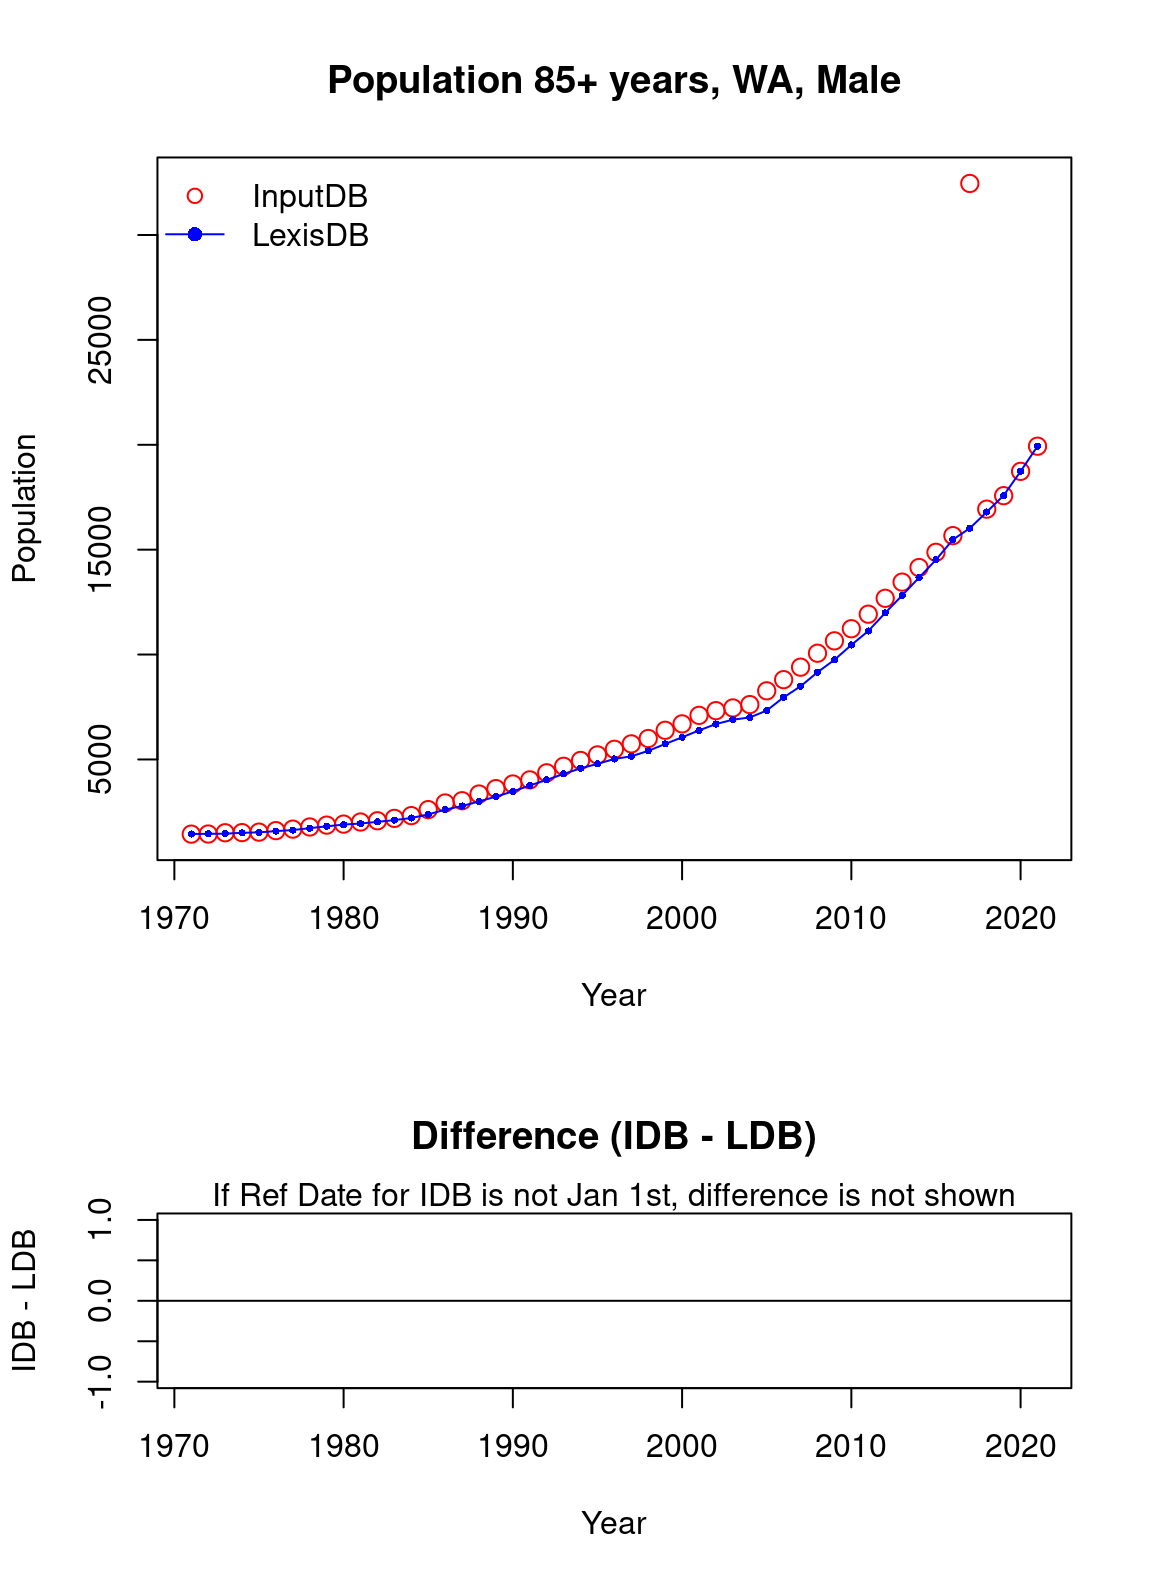 Population 85+ years, WA, Male
InputDB
LexisDB
25000
15000
5000
Population
1970 1980 1990 2000 2010 2020
Year
Difference (IDB - LDB)
If Ref Date for IDB is not Jan 1st, difference is not shown
1.0
0.0
-1.0
IDB - LDB
1970 1980 1990 2000 2010 2020
Year